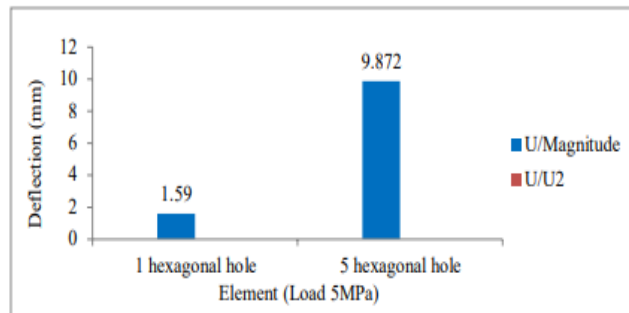 12
10
8
6
4
2
0
Deflection (mm)
1.59
9.872
U/Magnitude
U/U2
1 hexagonal hole
5 hexagonal hole
Element (Load 5MPa)